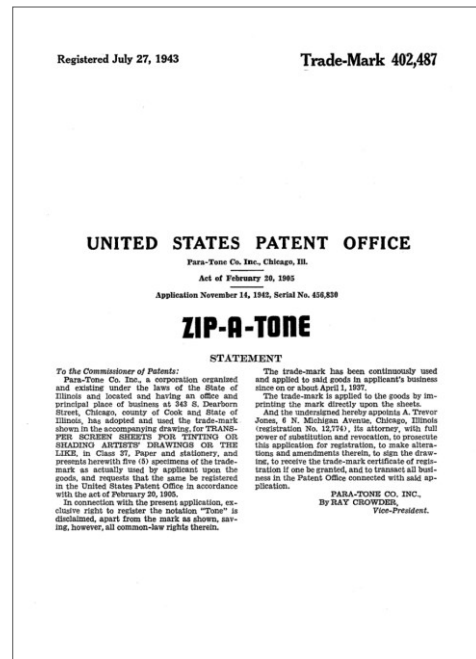 Registered July 27, 1943
Trade-Mark 402,487
UNITED STATES PATENT OFFICE
Para-Tone Co. Inc., Chicago, Ill.
Act of February 20, 1905
Application November 14, 1942, Serial No. 456,830
ZIP-A-TONE
STATEMENT
To the Commissioner of Patents:
Para-Tone Co. Inc., a corporation organized
and existing under the laws of the State of
Illinois and located and having an office and
principal place of business at 343 S. Dearborn
Street, Chicago, county of Cook and State of
Illinois, has adopted and used the trade-mark
shown in the accompanying drawing, for TRANS-
PER SCREEN SHEETS FOR TINTING OR
SHADING ARTISTS' DRAWINGS OR THE
LIKE, in Class 37, Paper and stationery, and
presents herewith five (5) specimens of the trade-
mark as actually used by applicant upon the
goods, and requests that the same be registered
in the United States Patent Office in accordance
with the act of February 20, 1905.
In connection with the present application, ex-
clusive right to register the notation "Tone" is
disclaimed, apart from the mark as shown, sav-
ing, however, all common-law rights therein.
The trade-mark has been continuously used
and applied to said goods in applicant's business
since on or about April 1, 1937.
The trade-mark is applied to the goods by im-
printing the mark directly upon the sheets.
And the undersigned hereby appoints A. Trevor
Jones, 6 N. Michigan Avenue, Chicago, Illinois
(registration No. 12,774), its attorney, with full
power of substitution and revocation, to prosecute
this application for registration, to make altera-
tions and amendments therein, to sign the draw-
ing, to receive the trade-mark certificate of regis-
tration if one be granted, and to transact all busi-
ness in the Patent Office connected with said ap-
plication.
PARA-TONE CO. INC.,
By RAY CROWDER,
Vice-President.